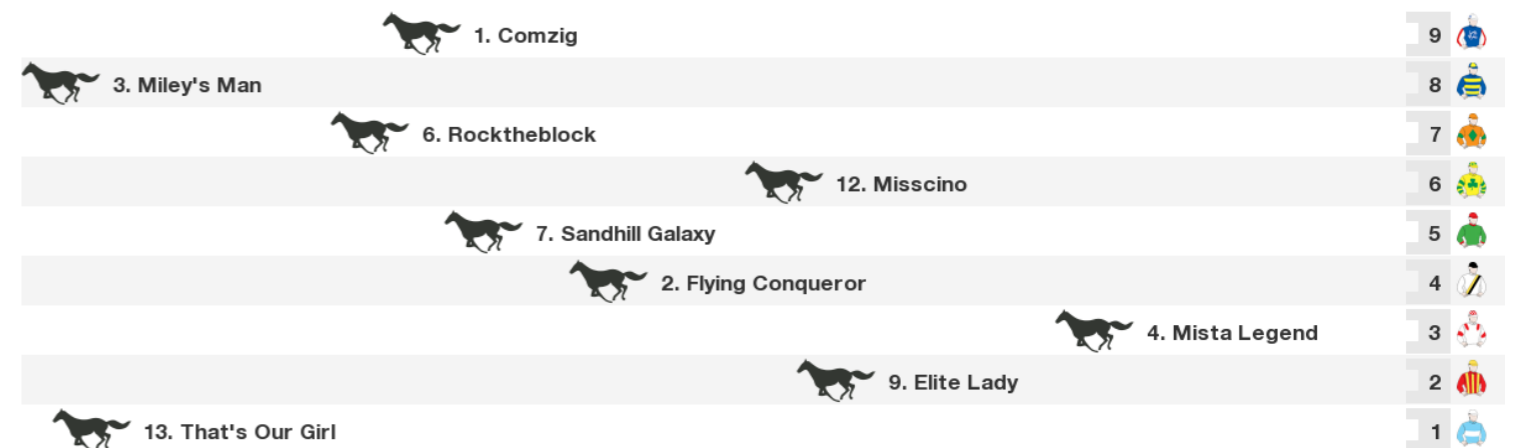 1. Comzig 9
3. Miley's Man 8
6. Rocktheblock 7
12. Misscino 6
7. Sandhill Galaxy 5
2. Flying Conqueror 4
4. Mista Legend 3
9. Elite Lady 2
13. That's Our Girl 1